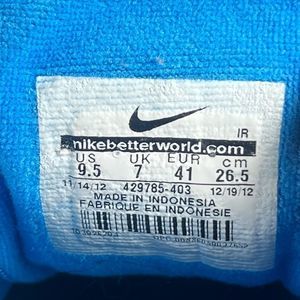 IR
nikebetterworld.com
US UK EUR cm
9.5 7 41 26.5
11/14/12 429785-403 12/19/12
MADE IN INDONESIA
FABRIQUE EN INDONESIE